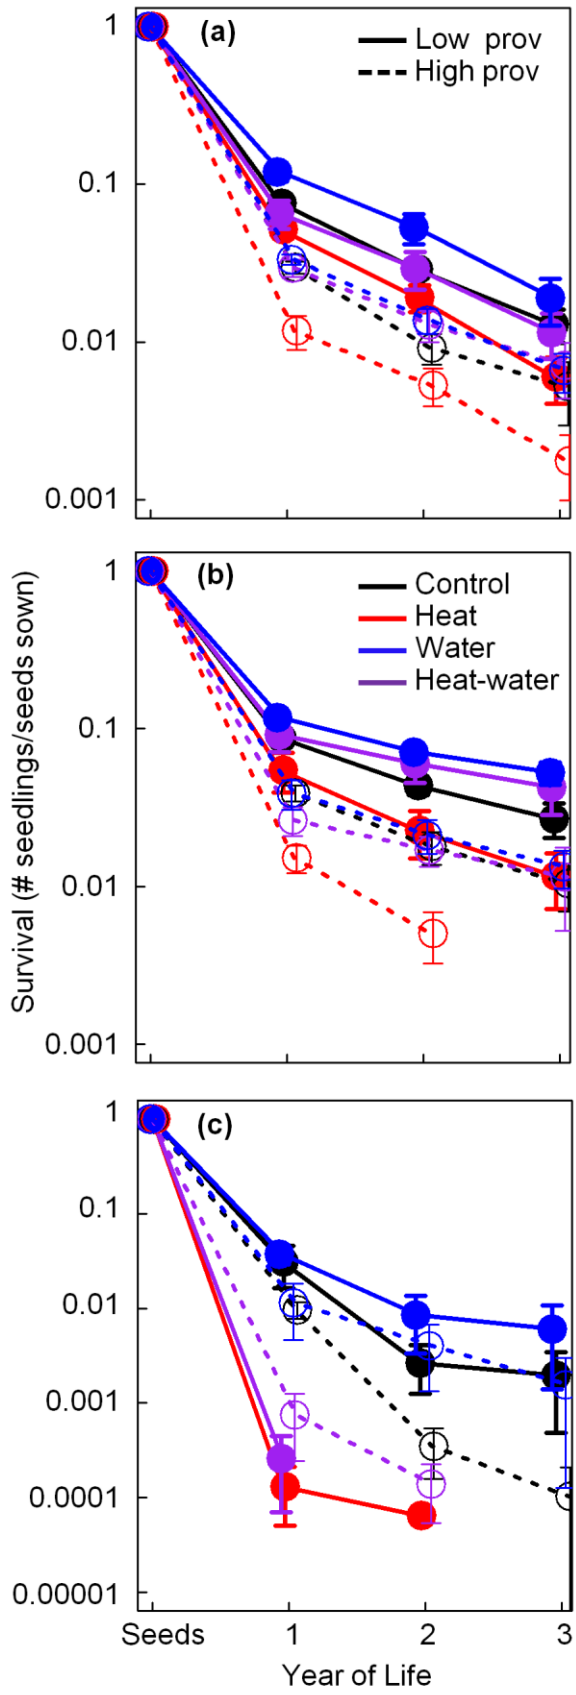 1
(a)
Low prov
High prov
0.1
0.01
0.001
1
(b)
Control
Heat
Water
Heat-water
0.1
0.01
0.001
Survival (# seedlings/seeds sown)
1
(c)
0.1
0.01
0.001
0.0001
0.00001
Seeds 1 2 3
Year of Life